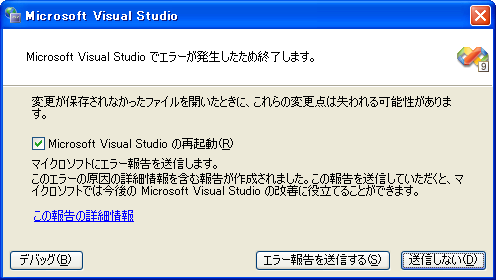 Microsoft Visual Studio
Microsoft Visual Studio でエラーが発生したため終了します。
9
変更が保存されなかったファイルを開いたときに、これらの変更点は失われる可能性がありま
す。
Microsoft Visual Studio の再起動(R)
マイクロソフトにエラー報告を送信します。
このエラーの原因の詳細情報を含む報告が作成されました。この報告を送信していただくと、マ
イクロソフトでは今後の Microsoft Visual Studio の改善に役立てることができます。
この報告の詳細情報
デバッグ(B)
エラー報告を送信する(S)
送信しない(D)